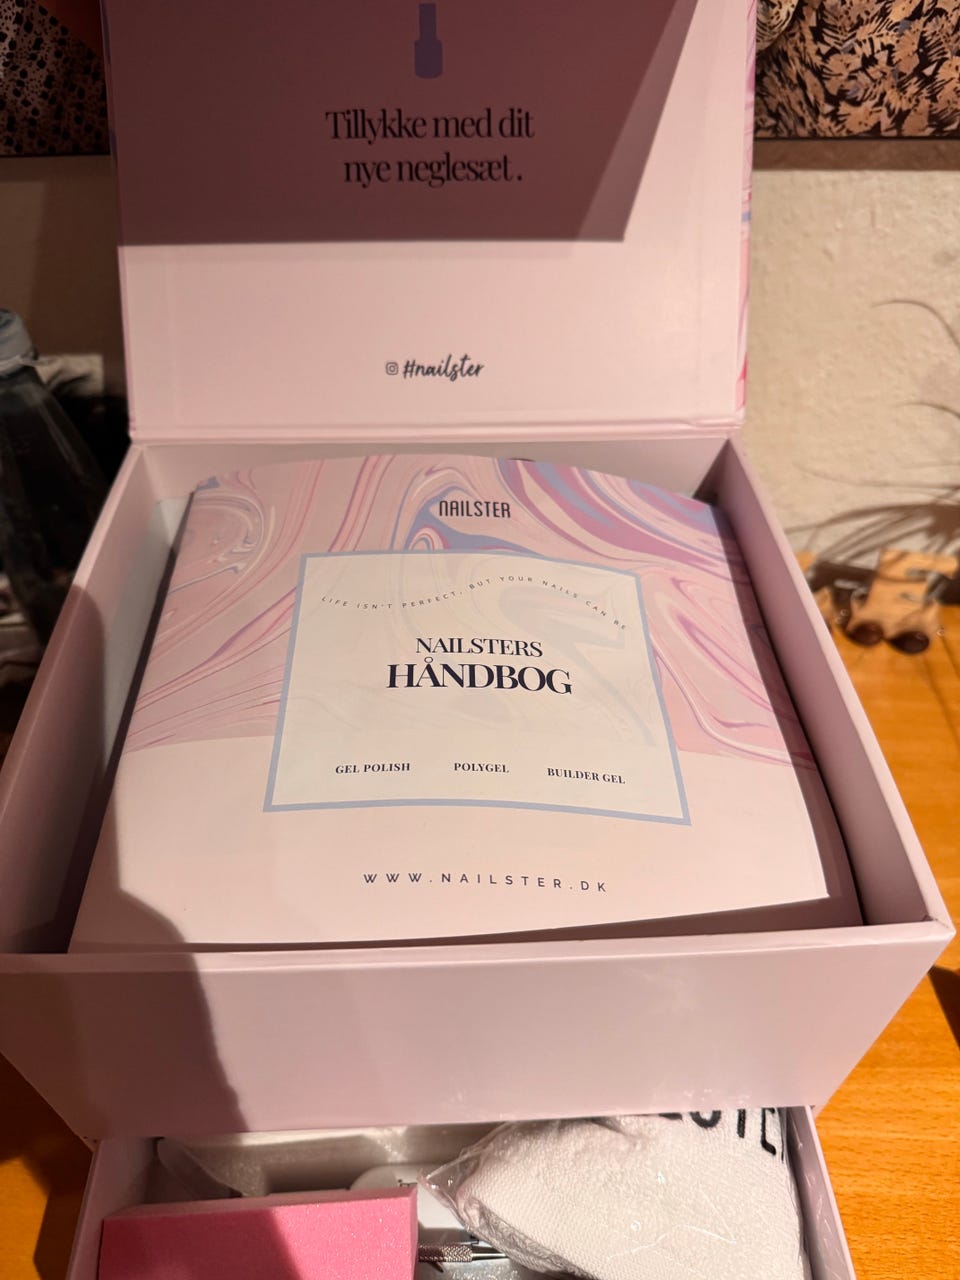 Tillykke med dit
nye neglesæt.
#nailster
NAILSTER
LIFE ISN'T PERFECT, BUT YOUR NAILS CAN BE
NAILSTERS
HÅNDBOG
GEL POLISH POLYGEL BUILDER GEL
WWW.NAILSTER.DK